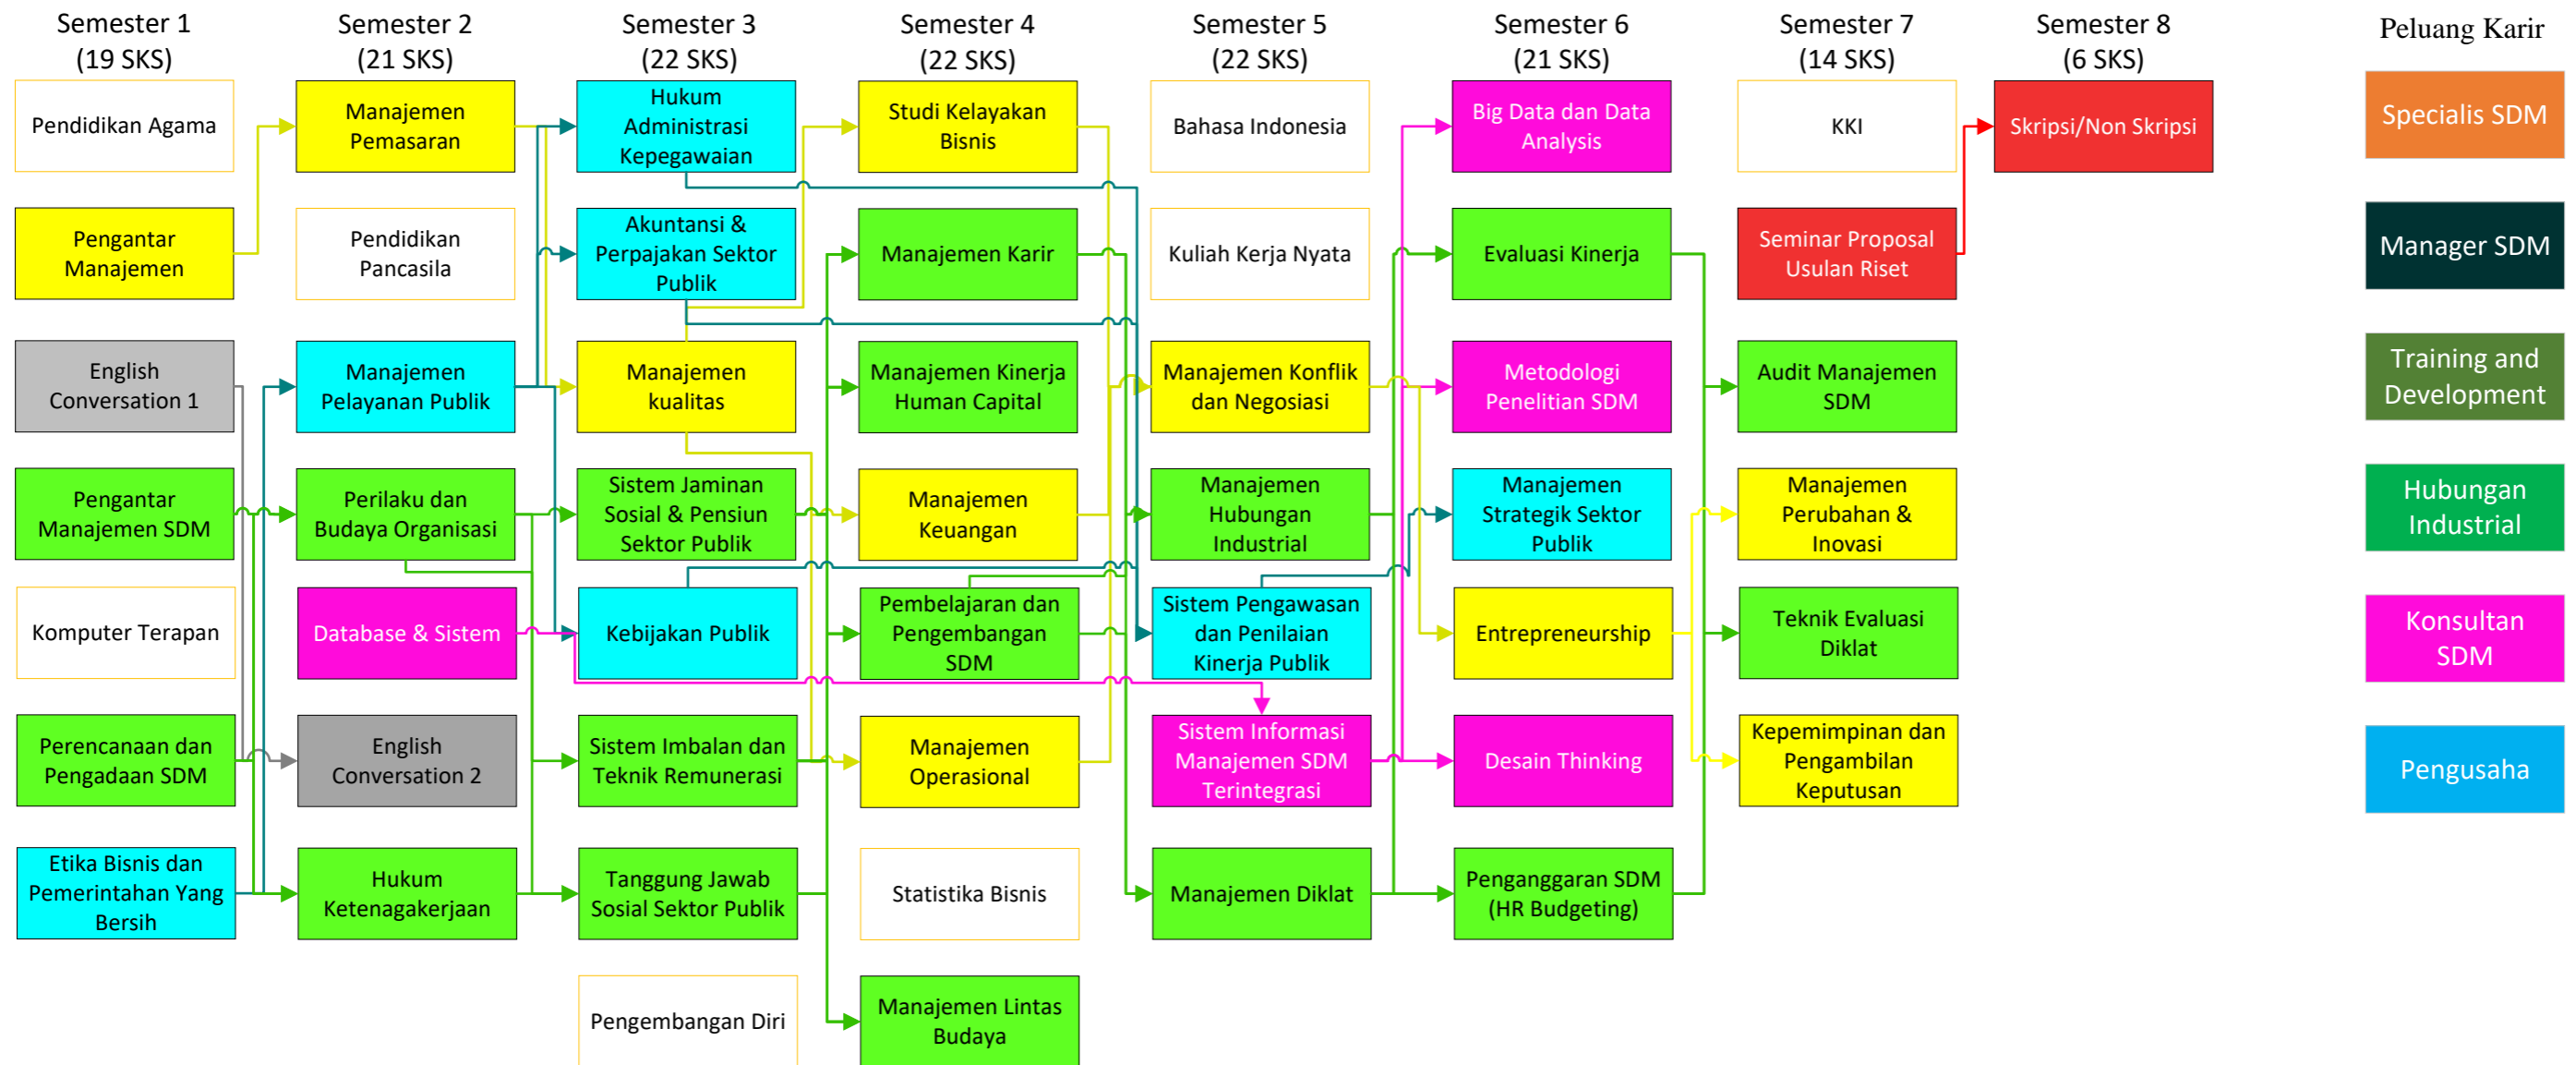 Semester 1
(19 SKS)
Pendidikan Agama
Pengantar
Manajemen
English
Conversation 1
Pengantar
Manajemen SDM
Komputer Terapan
Perencanaan dan
Pengadaan SDM
Etika Bisnis dan
Pemerintahan Yang
Bersih
Semester 2
(21 SKS)
Manajemen
Pemasaran
Pendidikan
Pancasila
Manajemen
Pelayanan Publik
Perilaku dan
Budaya Organisasi
Database & Sistem
English
Conversation 2
Hukum
Ketenagakerjaan
Semester 3
(22 SKS)
Hukum
Administrasi
Kepegawaian
Akuntansi &
Perpajakan Sektor
Publik
Manajemen
kualitas
Sistem Jaminan
Sosial & Pensiun
Sektor Publik
Kebijakan Publik
Sistem Imbalan dan
Teknik Remunerasi
Tanggung Jawab
Sosial Sektor Publik
Pengembangan Diri
Semester 4
(22 SKS)
Studi Kelayakan
Bisnis
Manajemen Karir
Manajemen Kinerja
Human Capital
Manajemen
Keuangan
Pembelajaran dan
Pengembangan
SDM
Manajemen
Operasional
Statistika Bisnis
Manajemen Lintas
Budaya
Semester 5
(22 SKS)
Bahasa Indonesia
Kuliah Kerja Nyata
Manajemen Konflik
dan Negosiasi
Manajemen
Hubungan
Industrial
Sistem Pengawasan
dan Penilaian
Kinerja Publik
Sistem Informasi
Manajemen SDM
Terintegrasi
Manajemen Diklat
Semester 6
(21 SKS)
Big Data dan Data
Analysis
Evaluasi Kinerja
Metodologi
Penelitian SDM
Manajemen
Strategik Sektor
Publik
Entrepreneurship
Desain Thinking
Penganggaran SDM
(HR Budgeting)
Semester 7
(14 SKS)
KKI
Seminar Proposal
Usulan Riset
Audit Manajemen
SDM
Manajemen
Perubahan &
Inovasi
Teknik Evaluasi
Diklat
Kepemimpinan dan
Pengambilan
Keputusan
Semester 8
(6 SKS)
Skripsi/Non Skripsi
Peluang Karir
Specialis SDM
Manager SDM
Training and
Development
Hubungan
Industrial
Konsultan
SDM
Pengusaha